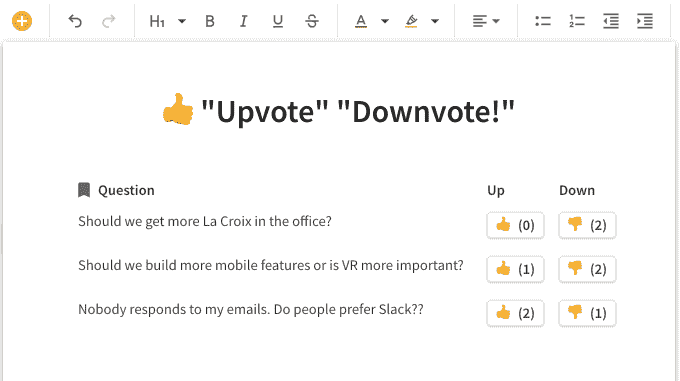 H1 B I U S A
"Upvote" "Downvote!"
Question Up Down
Should we get more La Croix in the office? (0) (2)
Should we build more mobile features or is VR more important? (1) (2)
Nobody responds to my emails. Do people prefer Slack?? (2) (1)